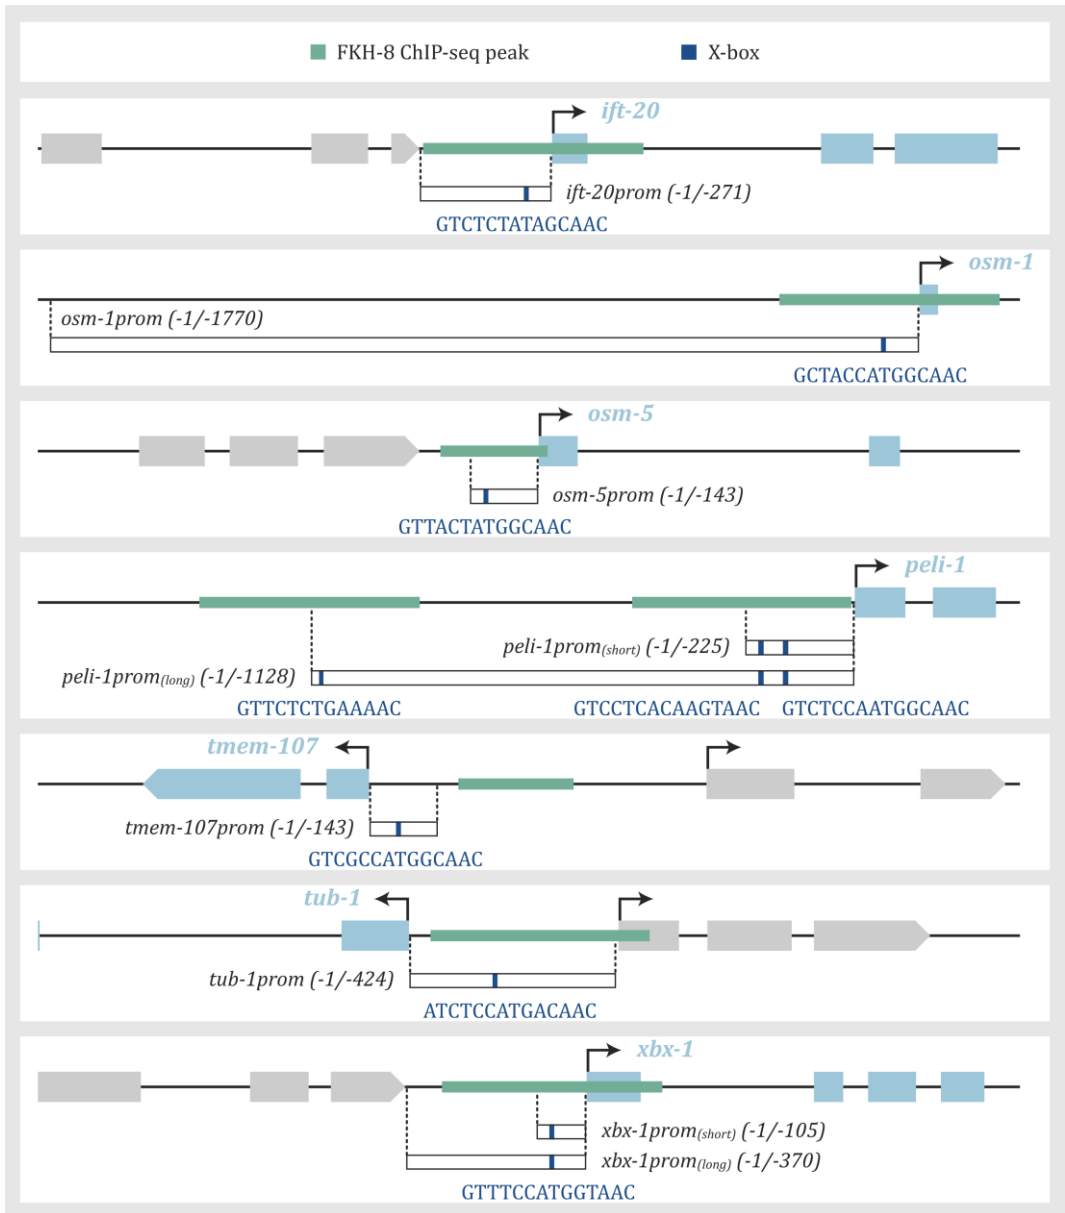 FKH-8 ChIP-seq peak X-box
ift-20
ift-20prom (-1/-271)
GTCTCTATAGCAAC
osm-1
osm-1prom (-1/-1770)
GCTACCATGGCAAC
osm-5
osm-5prom (-1/-143)
GTTACTATGGCAAC
peli-1
peli-1prom(short) (-1/-225)
peli-1prom(long) (-1/-1128)
GTTCTCTGAAAAC GTCCTCACAAGTAAC GTCTCCAATGGCAAC
tmem-107
tmem-107prom (-1/-143)
GTCGCCATGGCAAC
tub-1
tub-1prom (-1/-424)
ATCTCCATGACAAC
xbx-1
xbx-1prom(short) (-1/-105)
xbx-1prom(long) (-1/-370)
GTTTCCATGGTAAC